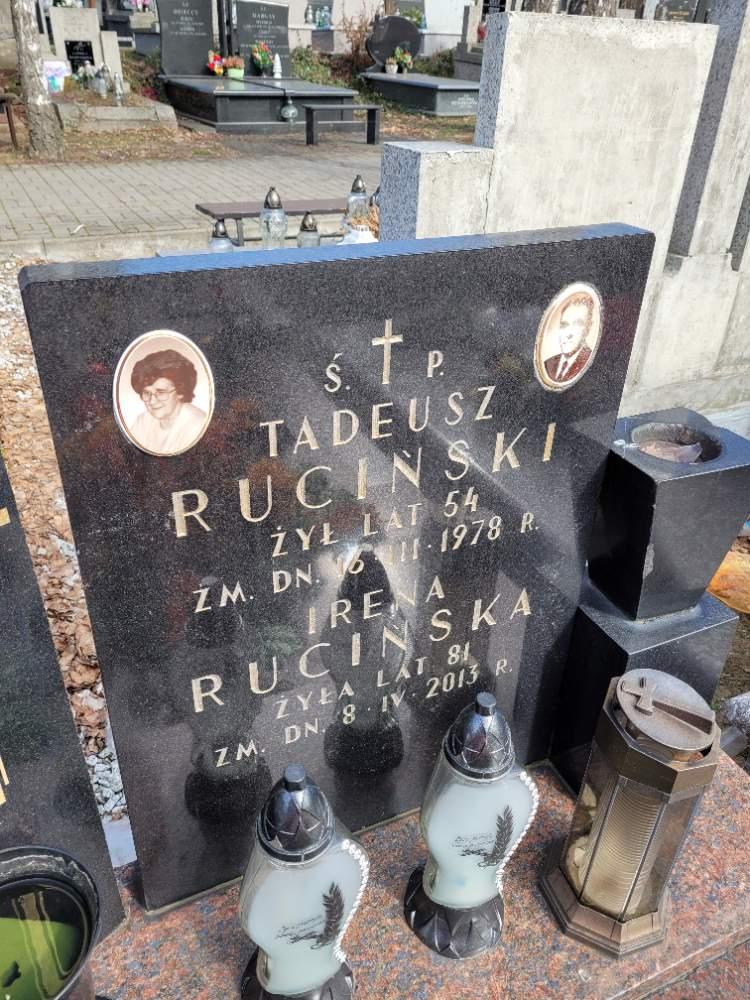 Ś. P.
TADEUSZ
RUCIŃSKI
ŻYŁ LAT 54
ZM. DN. 16·III·1978 R.
IRENA
RUCIŃSKA
ŻYŁA LAT 81
ZM. DN. 8·IV·2013 R.